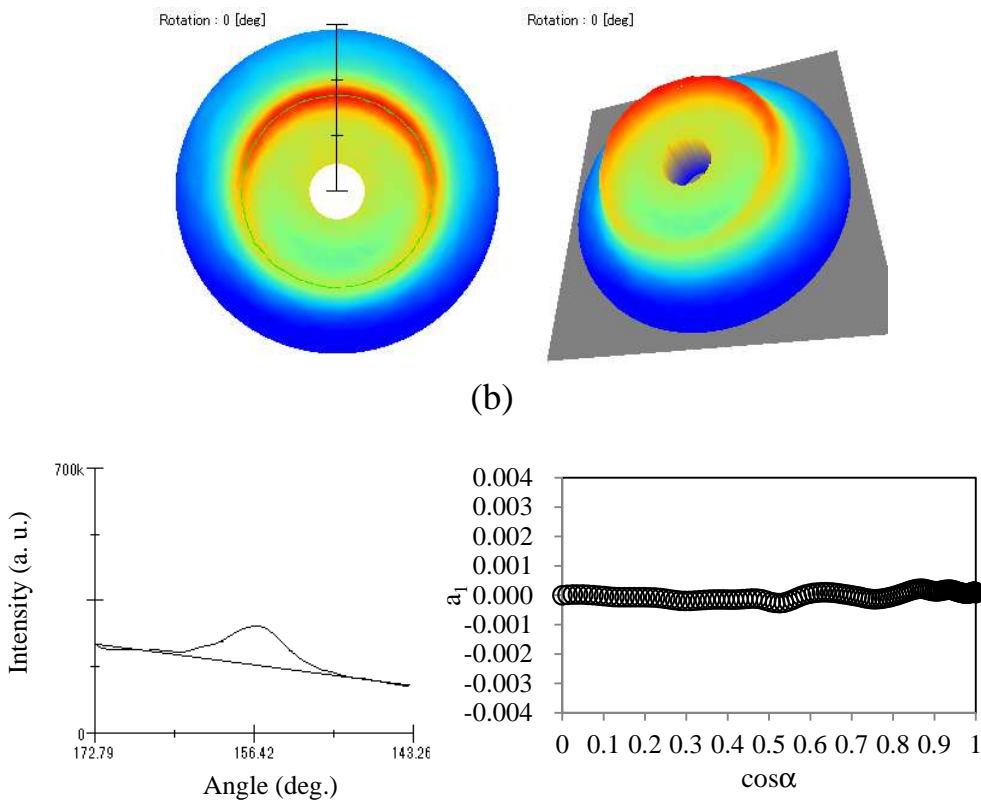 Rotation : 0 [deg]
Rotation : 0 [deg]
(b)
700k
0
172.79
156.42
143.26
Intensity (a. u.)
Angle (deg.)
0.004
0.003
0.002
0.001
0.000
-0.001
-0.002
-0.003
-0.004
a1
0 0.1 0.2 0.3 0.4 0.5 0.6 0.7 0.8 0.9 1
cosα